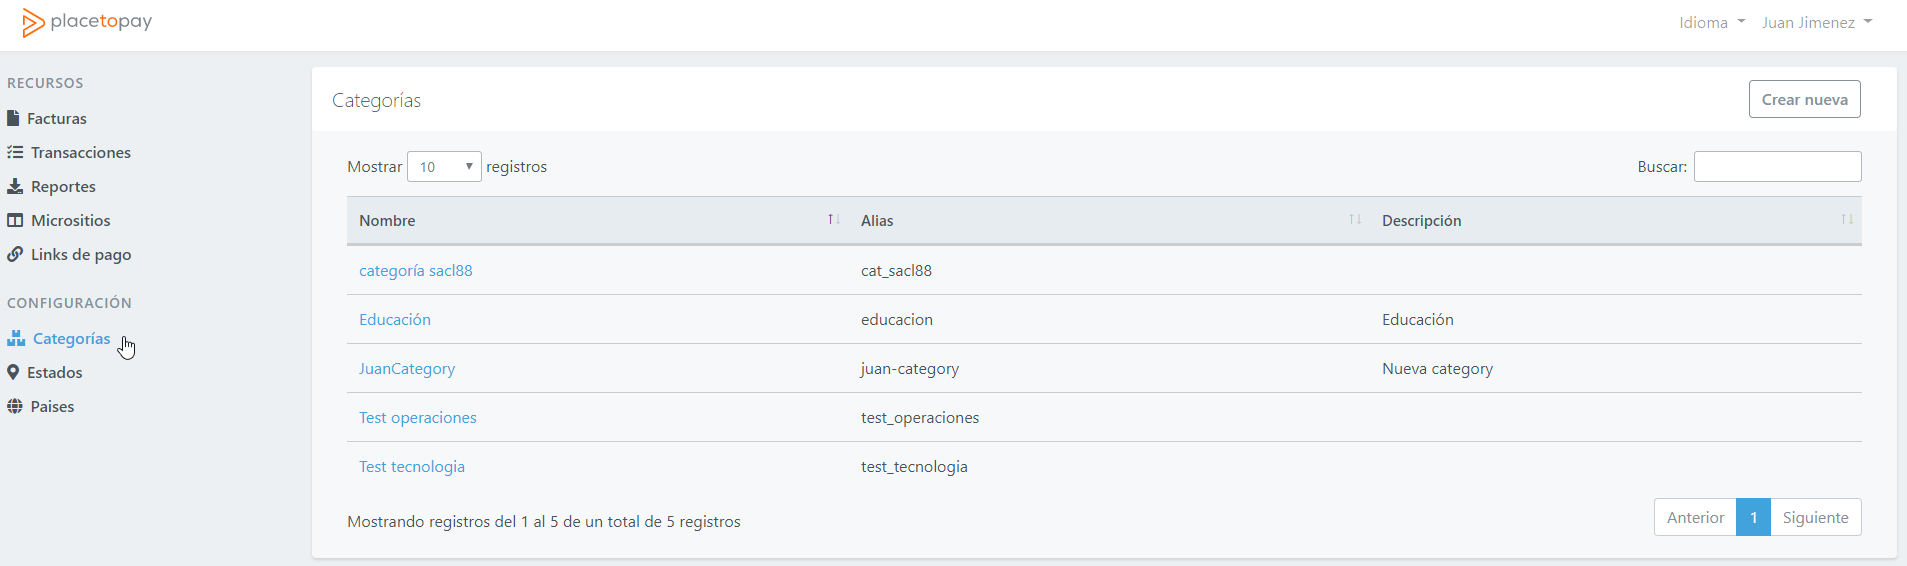 placetopay
Idioma Juan Jimenez
RECURSOS
Facturas
Transacciones
Reportes
Micrositios
Links de pago
CONFIGURACIÓN
Categorías
Estados
Paises
Categorías
Crear nueva
Mostrar 10 registros
Buscar:
Nombre Alias Descripción
categoría sacl88 cat_sacl88
Educación educacion Educación
JuanCategory juan-category Nueva category
Test operaciones test_operaciones
Test tecnologia test_tecnologia
Mostrando registros del 1 al 5 de un total de 5 registros
Anterior 1 Siguiente